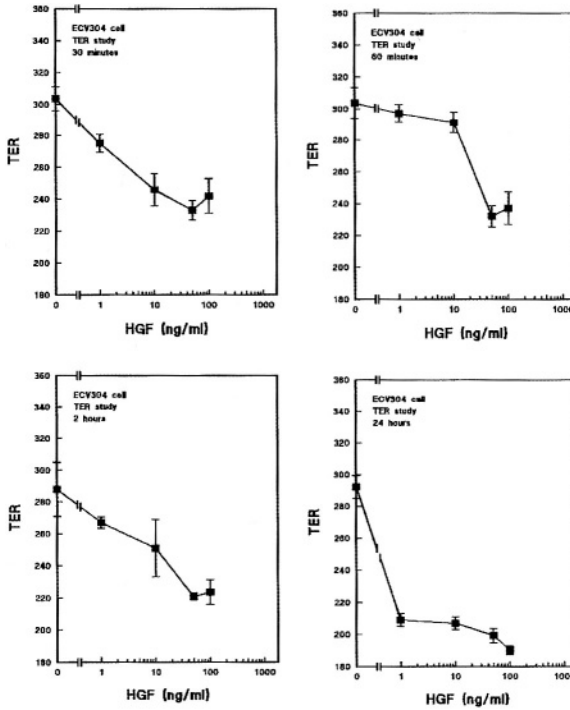 360
340
320
300
280
260
240
220
200
180
TER
ECV304 cell
TER study
30 minutes
0 1 10 100 1000
HGF (ng/ml)
360
340
320
300
280
260
240
220
200
180
TER
ECV304 cell
TER study
60 minutes
0 1 10 100 1000
HGF (ng/ml)
360
340
320
300
280
260
240
220
200
180
TER
ECV304 cell
TER study
2 hours
0 1 10 100 1000
HGF (ng/ml)
360
340
320
300
280
260
240
220
200
180
TER
ECV304 cell
TER study
24 hours
0 1 10 100 1000
HGF (ng/ml)